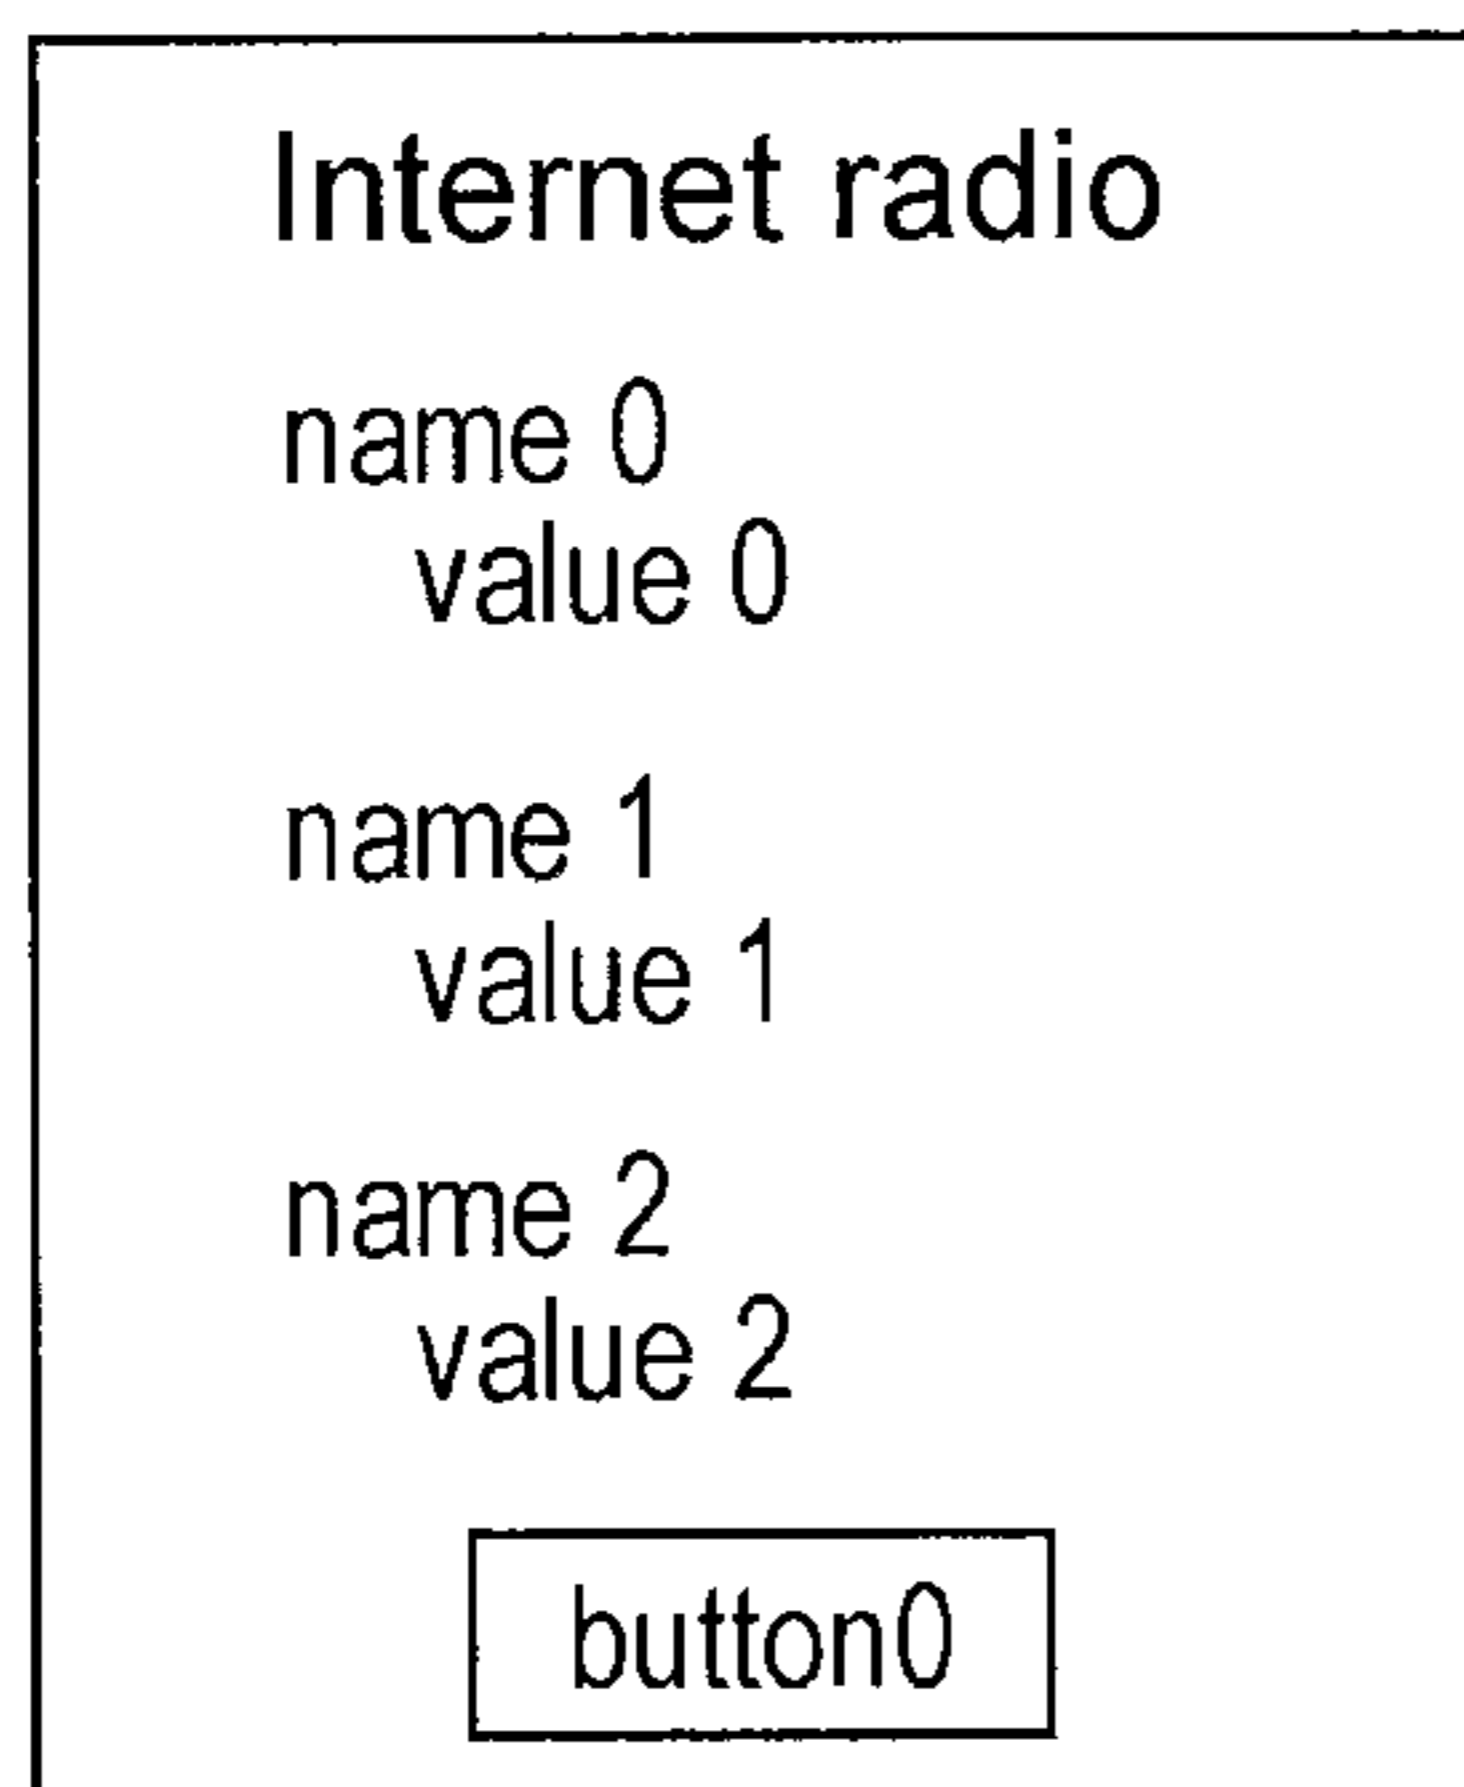 Internet radio
name 0
value 0
name 1
value 1
name 2
value 2
button0